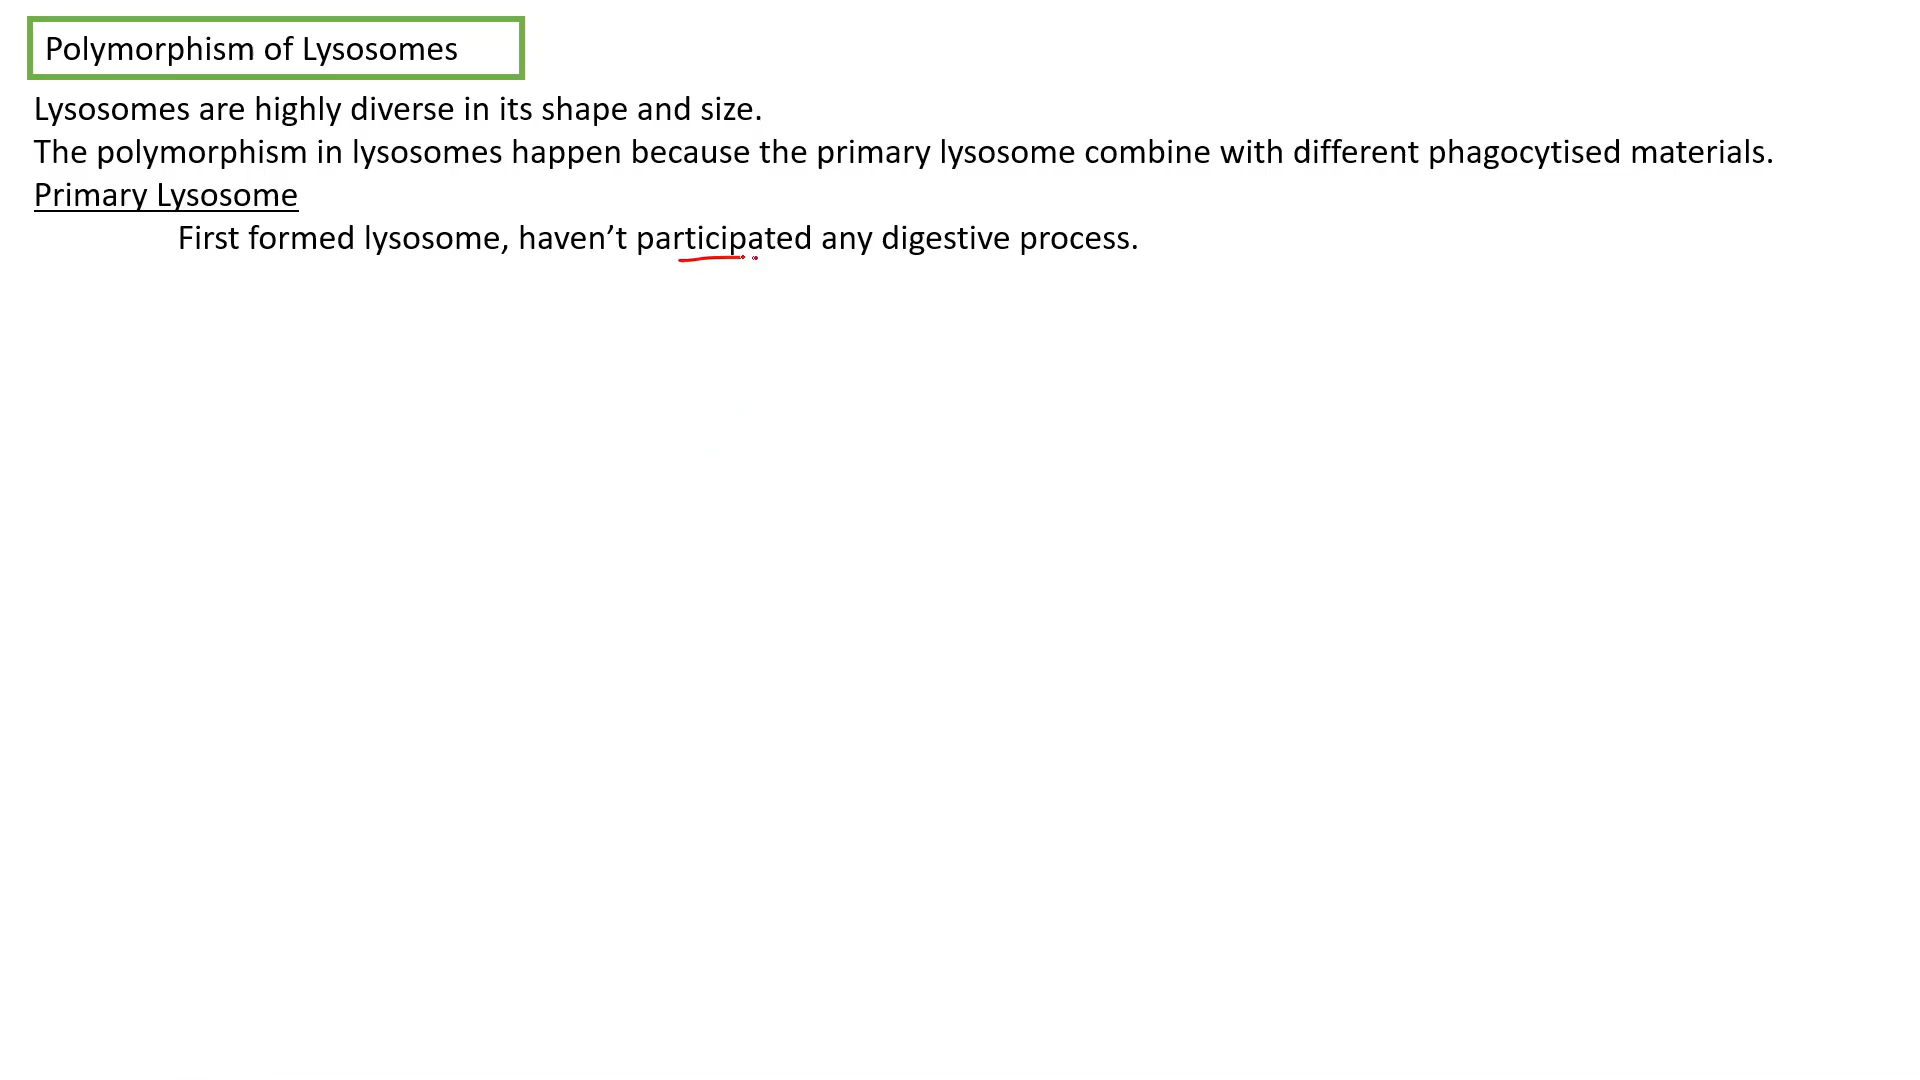 Polymorphism of Lysosomes
Lysosomes are highly diverse in its shape and size.
The polymorphism in lysosomes happen because the primary lysosome combine with different phagocytised materials.
Primary Lysosome
First formed lysosome, haven’t participated any digestive process.